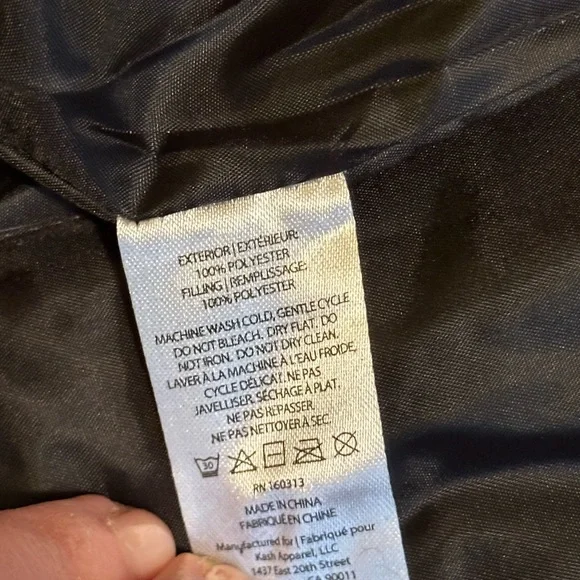 EXTERIOR | EXTÉRIEUR:
100% POLYESTER
FILLING | REMPLISSAGE:
100% POLYESTER
MACHINE WASH COLD, GENTLE CYCLE.
DO NOT BLEACH. DRY FLAT. DO
NOT IRON. DO NOT DRY CLEAN.
LAVER À LA MACHINE À L'EAU FROIDE,
CYCLE DÉLICAT. NE PAS
JAVELLISER. SÉCHAGE À PLAT.
NE PAS REPASSER.
NE PAS NETTOYER À SEC.
30
RN 160313
MADE IN CHINA
FABRIQUÉ EN CHINE
Manufactured for | Fabriqué pour
Kash Apparel, LLC
1437 East 20th Street
CA 90011